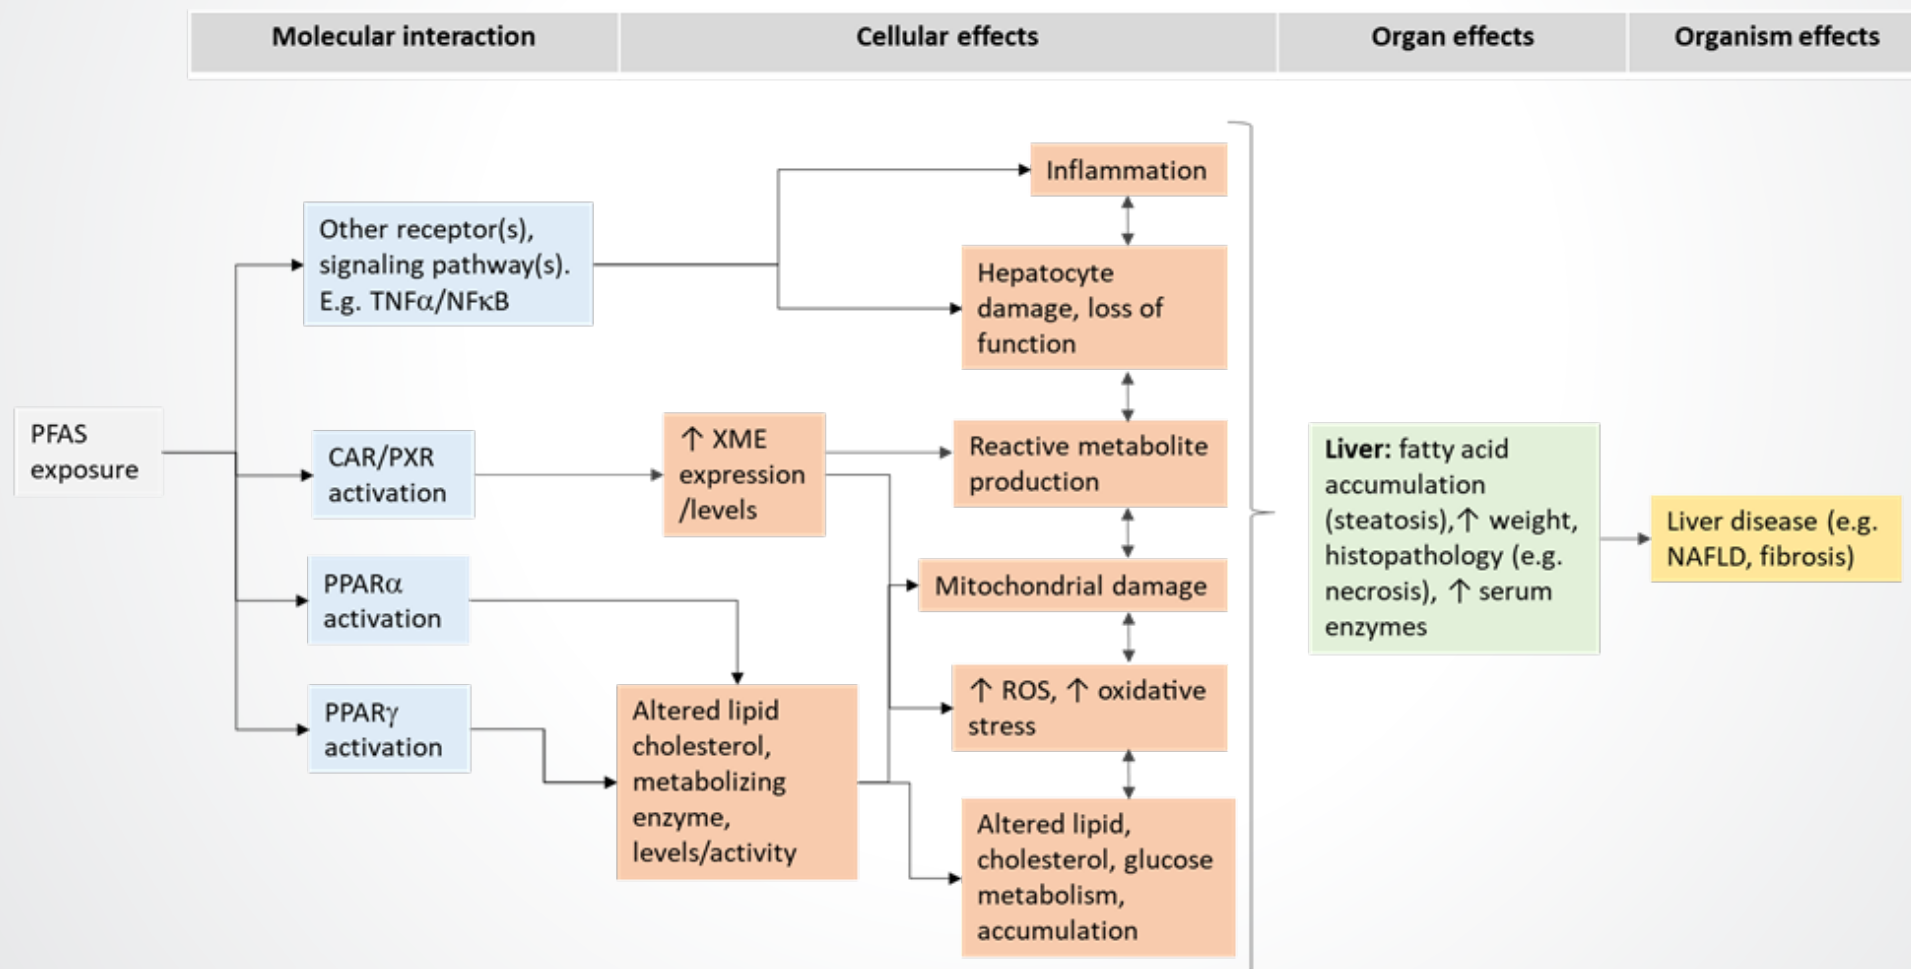 Molecular interaction
Cellular effects
Organ effects
Organism effects
PFAS
exposure
Other receptor(s),
signaling pathway(s).
E.g. TNFα/NFκB
CAR/PXR
activation
PPARα
activation
PPARγ
activation
↑ XME
expression
/levels
Altered lipid
cholesterol,
metabolizing
enzyme,
levels/activity
Inflammation
Hepatocyte
damage, loss of
function
Reactive metabolite
production
Mitochondrial damage
↑ ROS, ↑ oxidative
stress
Altered lipid,
cholesterol, glucose
metabolism,
accumulation
Liver: fatty acid
accumulation
(steatosis),↑ weight,
histopathology (e.g.
necrosis), ↑ serum
enzymes
Liver disease (e.g.
NAFLD, fibrosis)